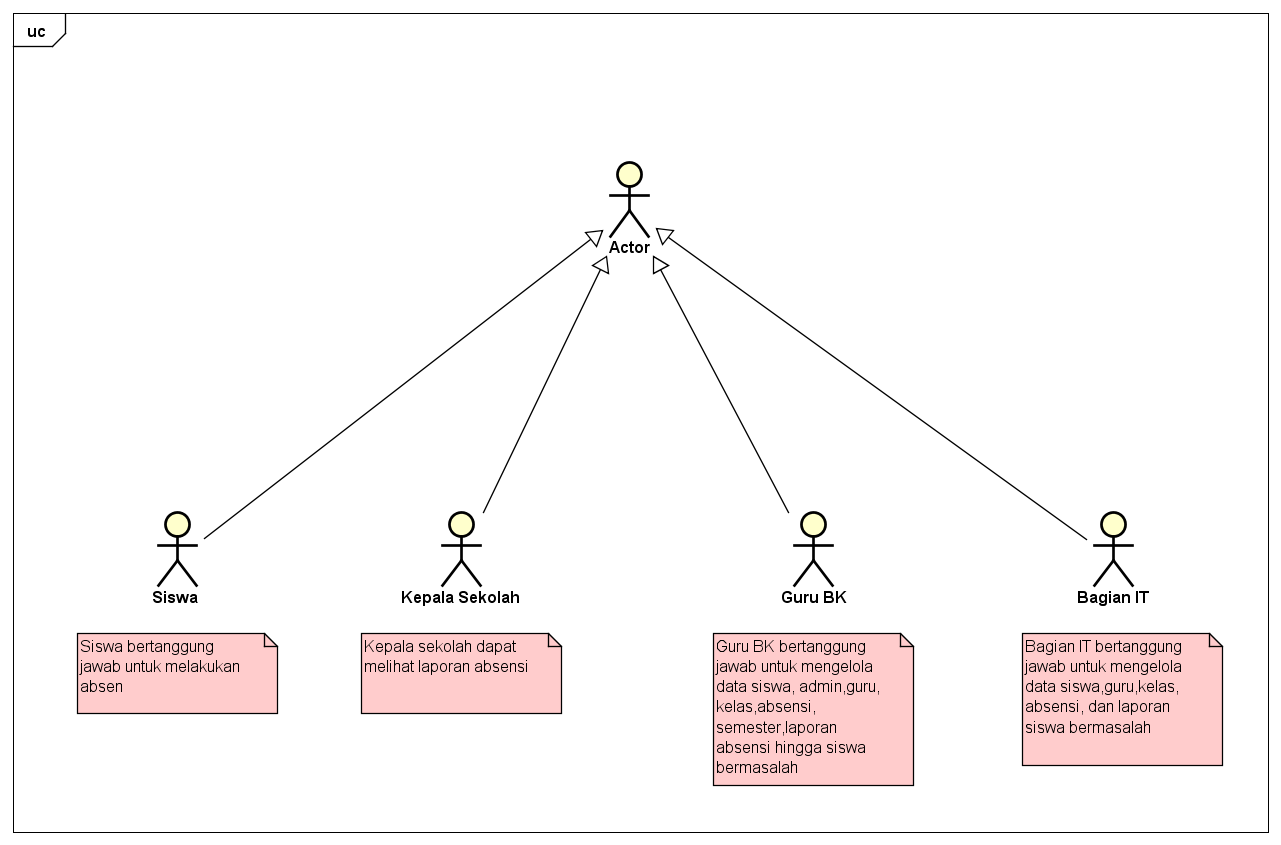 uc
Actor
Siswa
Kepala Sekolah
Guru BK
Bagian IT
Siswa bertanggung
jawab untuk melakukan
absen
Kepala sekolah dapat
melihat laporan absensi
Guru BK bertanggung
jawab untuk mengelola
data siswa, admin,guru,
kelas,absensi,
semester,laporan
absensi hingga siswa
bermasalah
Bagian IT bertanggung
jawab untuk mengelola
data siswa,guru,kelas,
absensi, dan laporan
siswa bermasalah